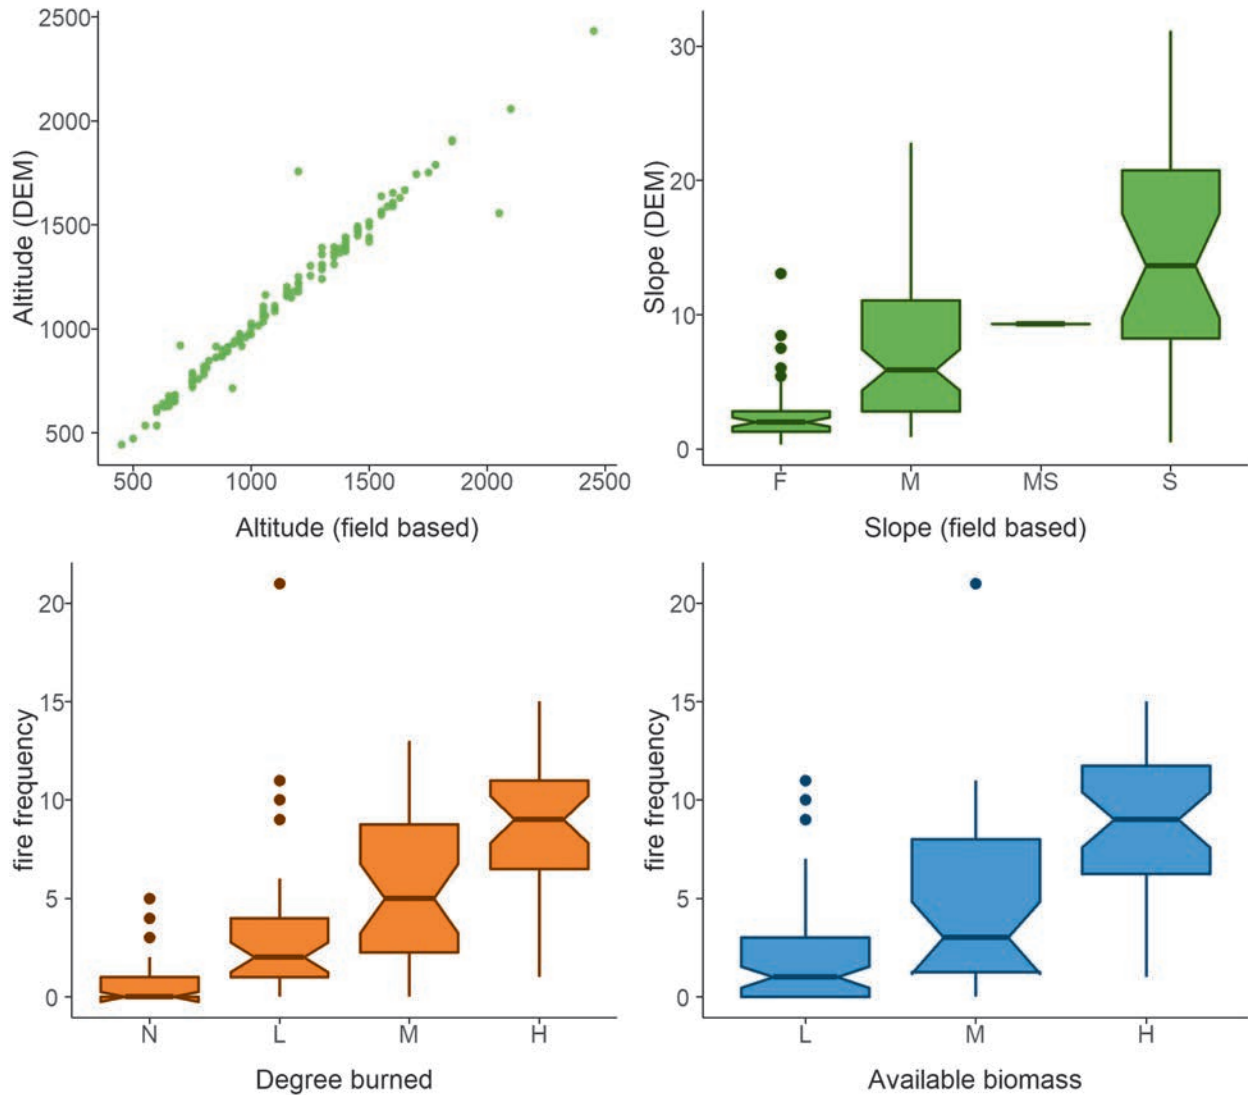 Altitude (DEM)
2500
2000
1500
1000
500
500 1000 1500 2000 2500
Altitude (field based)
Slope (DEM)
30
20
10
0
F M MS S
Slope (field based)
fire frequency
20
15
10
5
0
N L M H
Degree burned
fire frequency
20
15
10
5
0
L M H
Available biomass